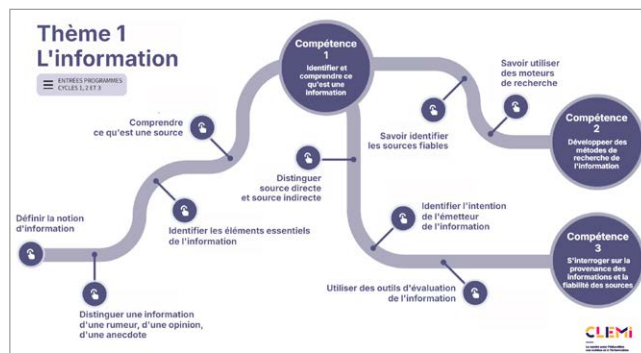 Thème 1
L'information
ENTRÉES PROGRAMMES
CYCLES 1, 2 ET 3
Compétence
1
Identifier et
comprendre ce
qu'est une
information
Savoir utiliser
des moteurs
de recherche
Comprendre
ce qu'est une source
Savoir identifier
les sources fiables
Compétence
2
Développeer des
métodes de
recherche de
l'information
Distinguer
source directe
et source indirecte
Définir la notion
d'information
Identifier les éléments essentiels
de l'information
Identifier l'intention
de l'émetteur
de l'information
Compétence
3
S'interroger sur la
provenance des
informations et la
fiabilité des sources
Utiliser des outils d'évaluation
de l'information
Distinguer une information
d'une rumeur, d'une opinion,
d'une anecdote
CLEMI